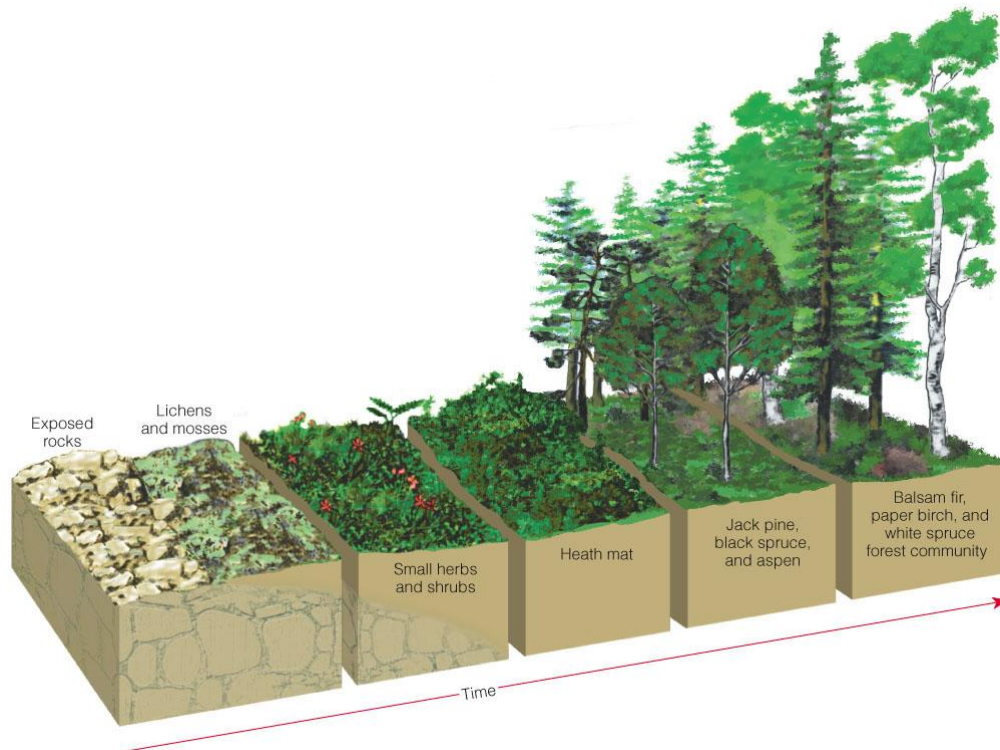 Exposed
rocks
Lichens
and mosses
Small herbs
and shrubs
Heath mat
Jack pine,
black spruce,
and aspen
Balsam fir,
paper birch, and
white spruce
forest community
Time